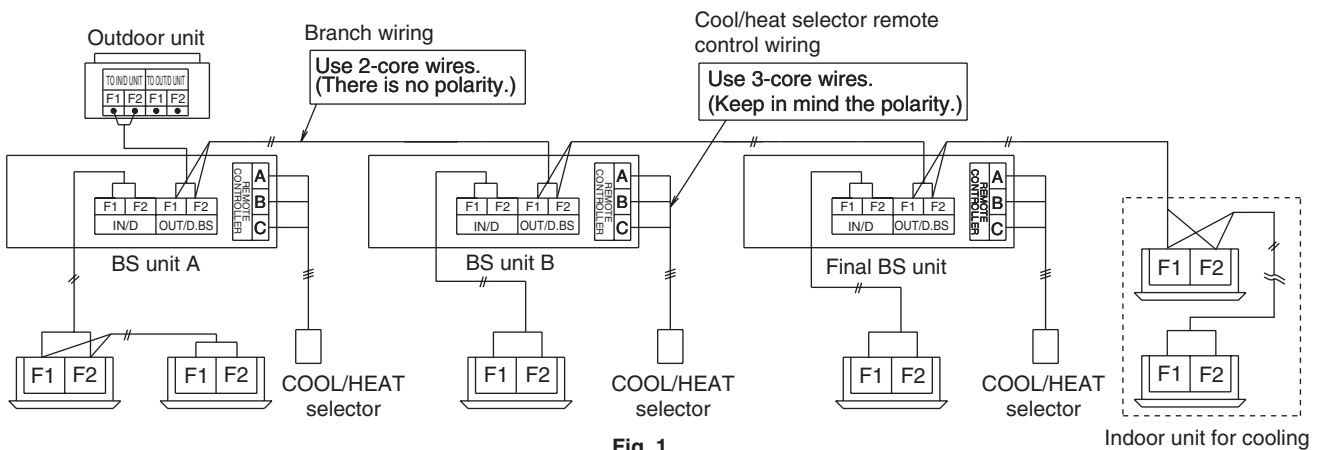 Outdoor unit
TO IN/D UNIT TO OUT/D UNIT
F1 F2 F1 F2
Branch wiring
Use 2-core wires.
(There is no polarity.)
Cool/heat selector remote
control wiring
Use 3-core wires.
(Keep in mind the polarity.)
F1 F2 F1 F2
IN/D OUT/D.BS
REMOTE
CONTROLLER
A
B
C
BS unit A
F1 F2 F1 F2
IN/D OUT/D.BS
REMOTE
CONTROLLER
A
B
C
BS unit B
F1 F2 F1 F2
IN/D OUT/D.BS
REMOTE
CONTROLLER
A
B
C
Final BS unit
F1 F2
F1 F2
F1 F2
COOL/HEAT
selector
F1 F2
COOL/HEAT
selector
F1 F2
COOL/HEAT
selector
F1 F2
Indoor unit for cooling
Fig. 1